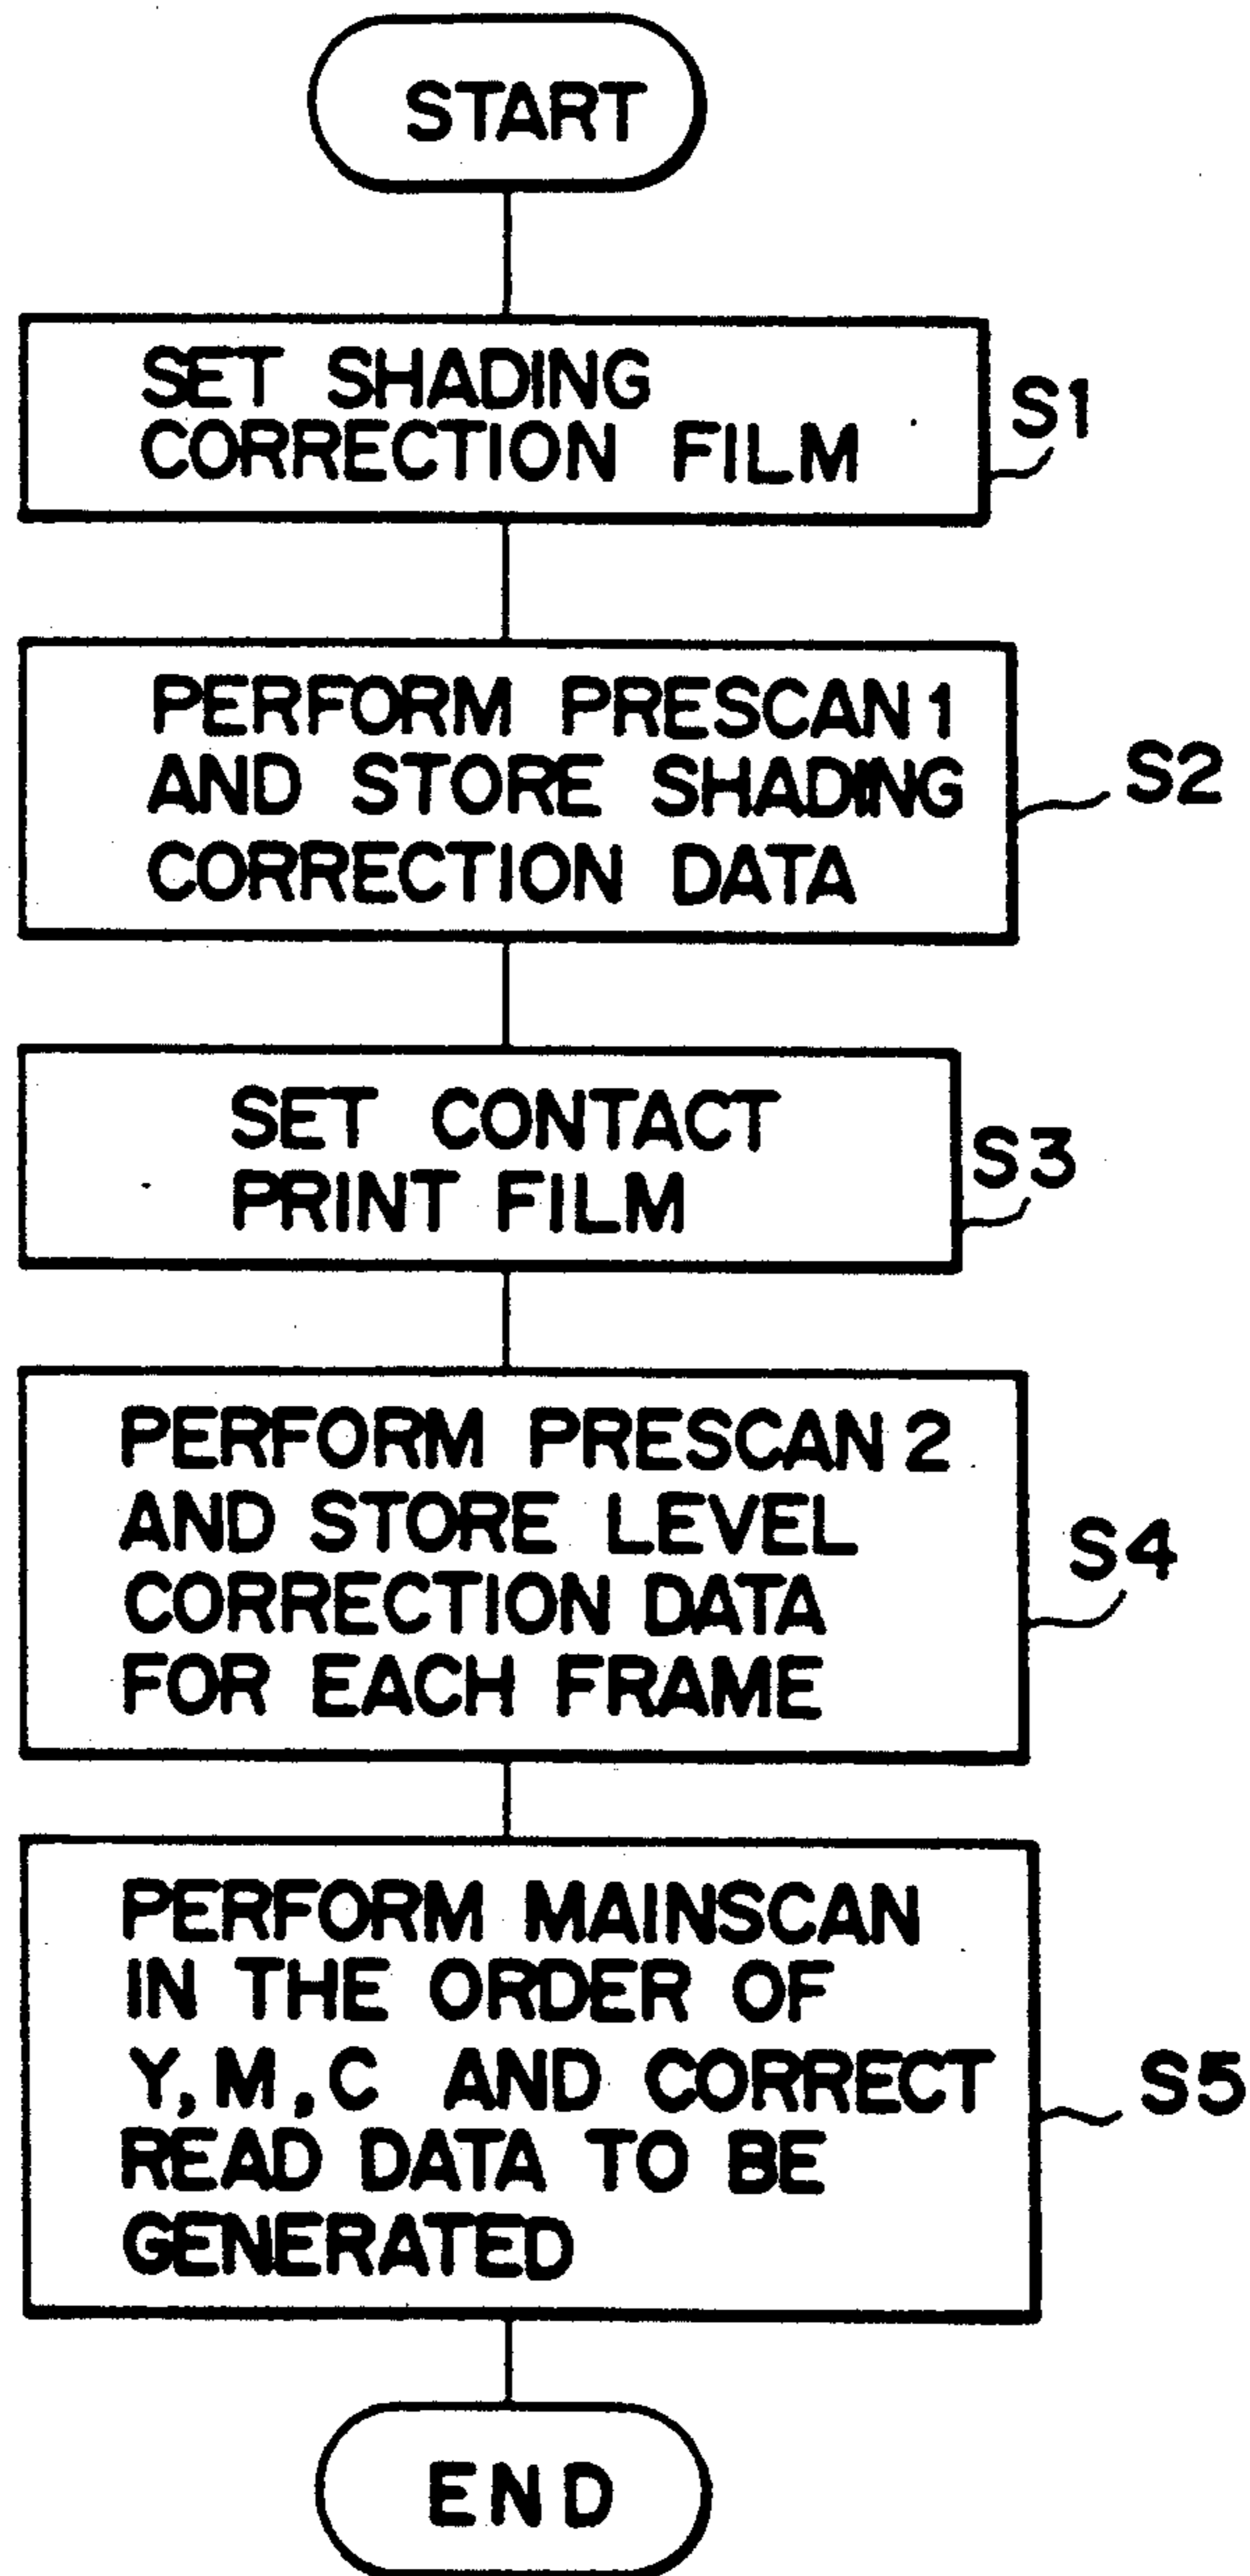 START
SET SHADING
CORRECTION FILM
S1
PERFORM PRESCAN 1
AND STORE SHADING
CORRECTION DATA
S2
SET CONTACT
PRINT FILM
S3
PERFORM PRESCAN 2
AND STORE LEVEL
CORRECTION DATA
FOR EACH FRAME
S4
PERFORM MAINSCAN
IN THE ORDER OF
Y, M, C AND CORRECT
READ DATA TO BE
GENERATED
S5
END